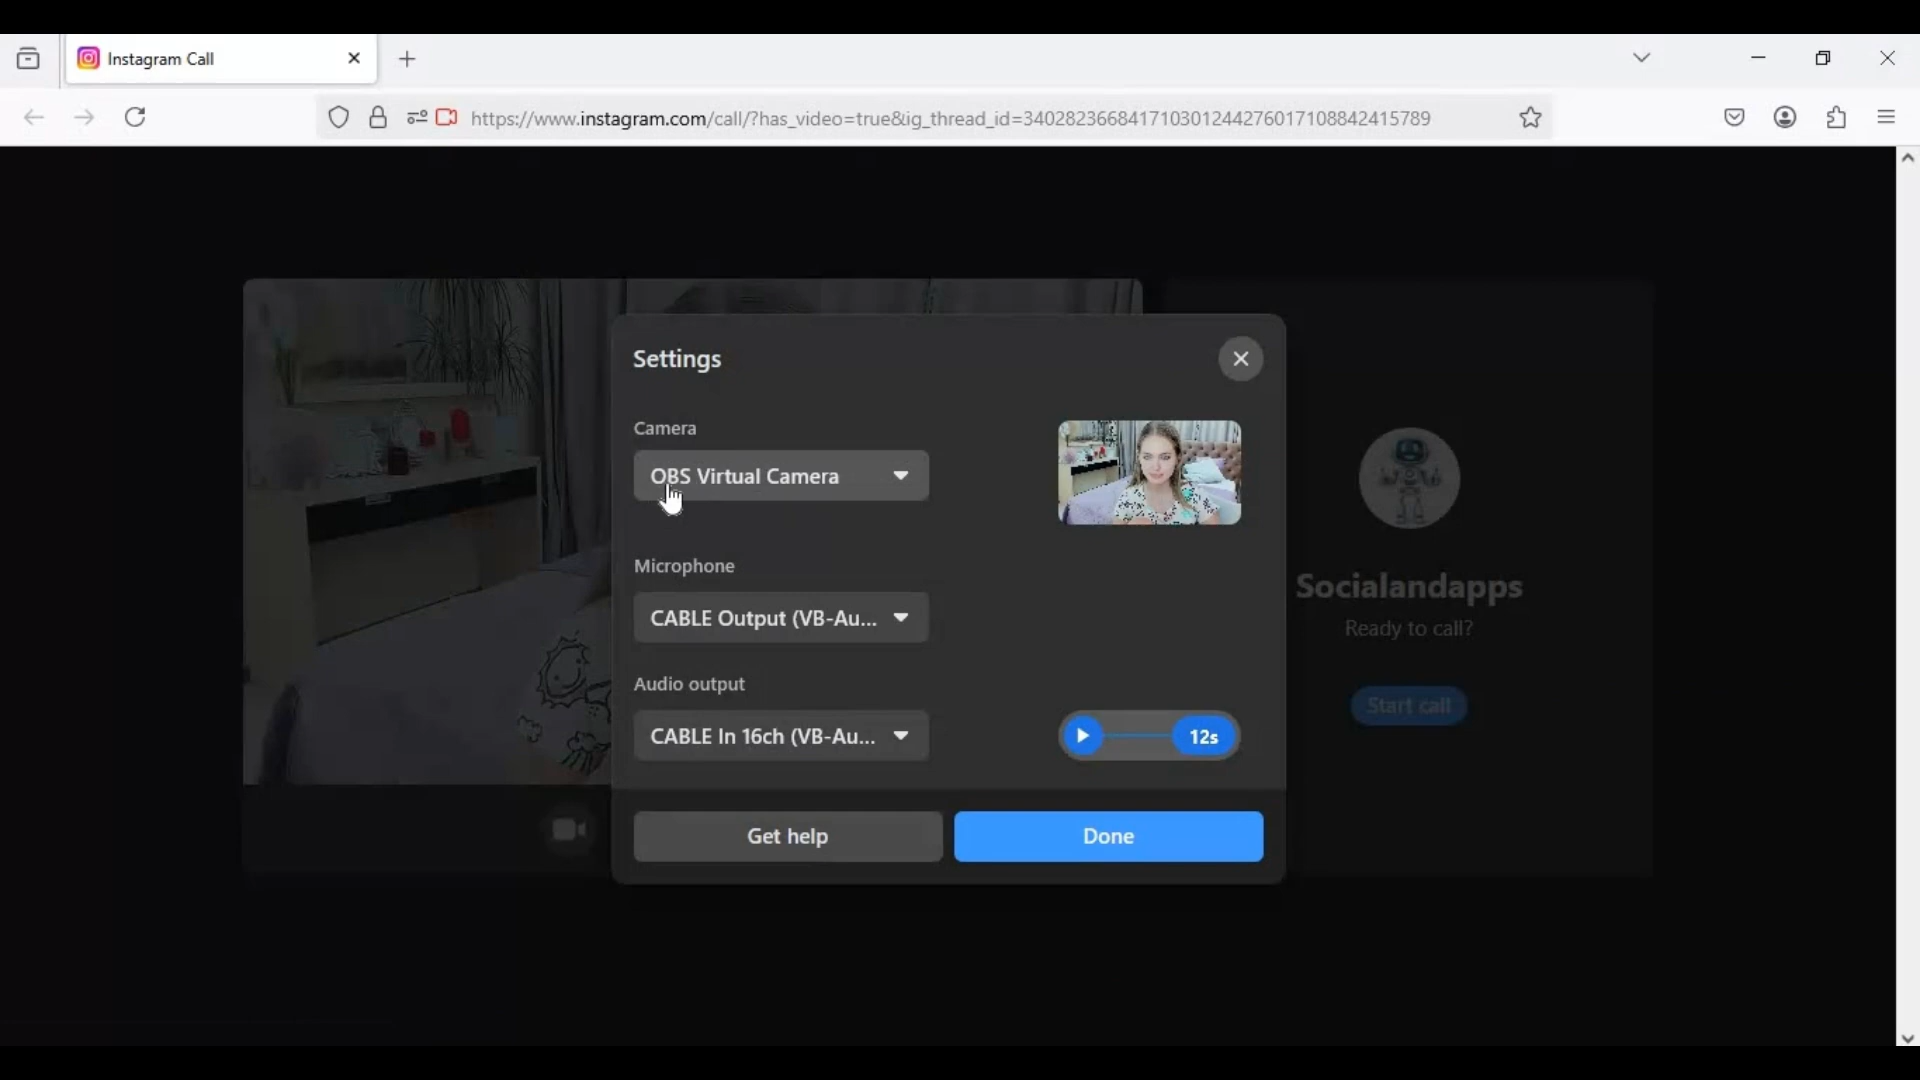 Instagram Call
https://www.instagram.com/call/?has_video=true&ig_thread_id=340282366841710301244276017108842415789
Settings
Camera
OBS Virtual Camera
Microphone
CABLE Output (VB-Au...
Audio output
CABLE In 16ch (VB-Au...
12s
Get help
Done
Socialandapps
Ready to call?
Start call